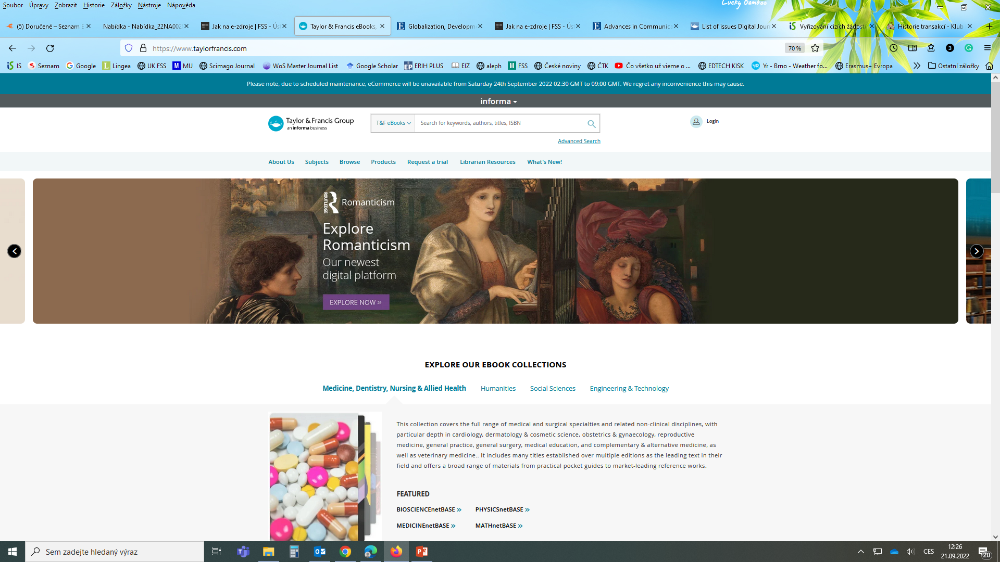 Soubor Úpravy Zobrazit Historie Záložky Nástroje Nápověda
Lucky Bamboo
(5) Doručené – Seznam E
Nabídka - Nabídka_22NA002
Jak na e-zdroje | FSS - Ús
Taylor & Francis eBooks,
Globalization, Developm
Jak na e-zdroje | FSS - Ús
Advances in Communica
List of issues Digital Jour
Vyřizování cizích žádostí
Historie transakcí - Klub
https://www.taylorfrancis.com
70 %
3
IS Seznam Google Lingea UK FSS MU Scimago Journal WoS Master Journal List Google Scholar ERIH PLUS EIZ aleph FSS České noviny ČTK Čo všetko už vieme o ... EDTECH KISK Yr - Brno - Weather fo... Erasmus+ Evropa Ostatní záložky
Please note, due to scheduled maintenance, eCommerce will be unavailable from Saturday 24th September 2022 02:30 GMT to 09:00 GMT. We regret any inconvenience this may cause.
informa
Taylor & Francis Group
an informa business
T&F eBooks
Search for keywords, authors, titles, ISBN
Login
Advanced Search
About Us Subjects Browse Products Request a trial Librarian Resources What's New!
ROUTLEDGE
Romanticism
Explore
Romanticism
Our newest
digital platform
EXPLORE NOW »
EXPLORE OUR EBOOK COLLECTIONS
Medicine, Dentistry, Nursing & Allied Health Humanities Social Sciences Engineering & Technology
This collection covers the full range of medical and surgical specialties and related non-clinical disciplines, with
particular depth in cardiology, dermatology & cosmetic science, obstetrics & gynaecology, reproductive
medicine, general practice, general surgery, medical education, and complementary & alternative medicine, as
well as veterinary medicine.. It includes many titles established over multiple editions as the leading text in their
field and offers a broad range of materials from practical pocket guides to market-leading reference works.
FEATURED
BIOSCIENCEnetBASE » PHYSICSnetBASE »
MEDICINEnetBASE » MATHnetBASE »
Sem zadejte hledaný výraz
CES
12:26
21.09.2022
20